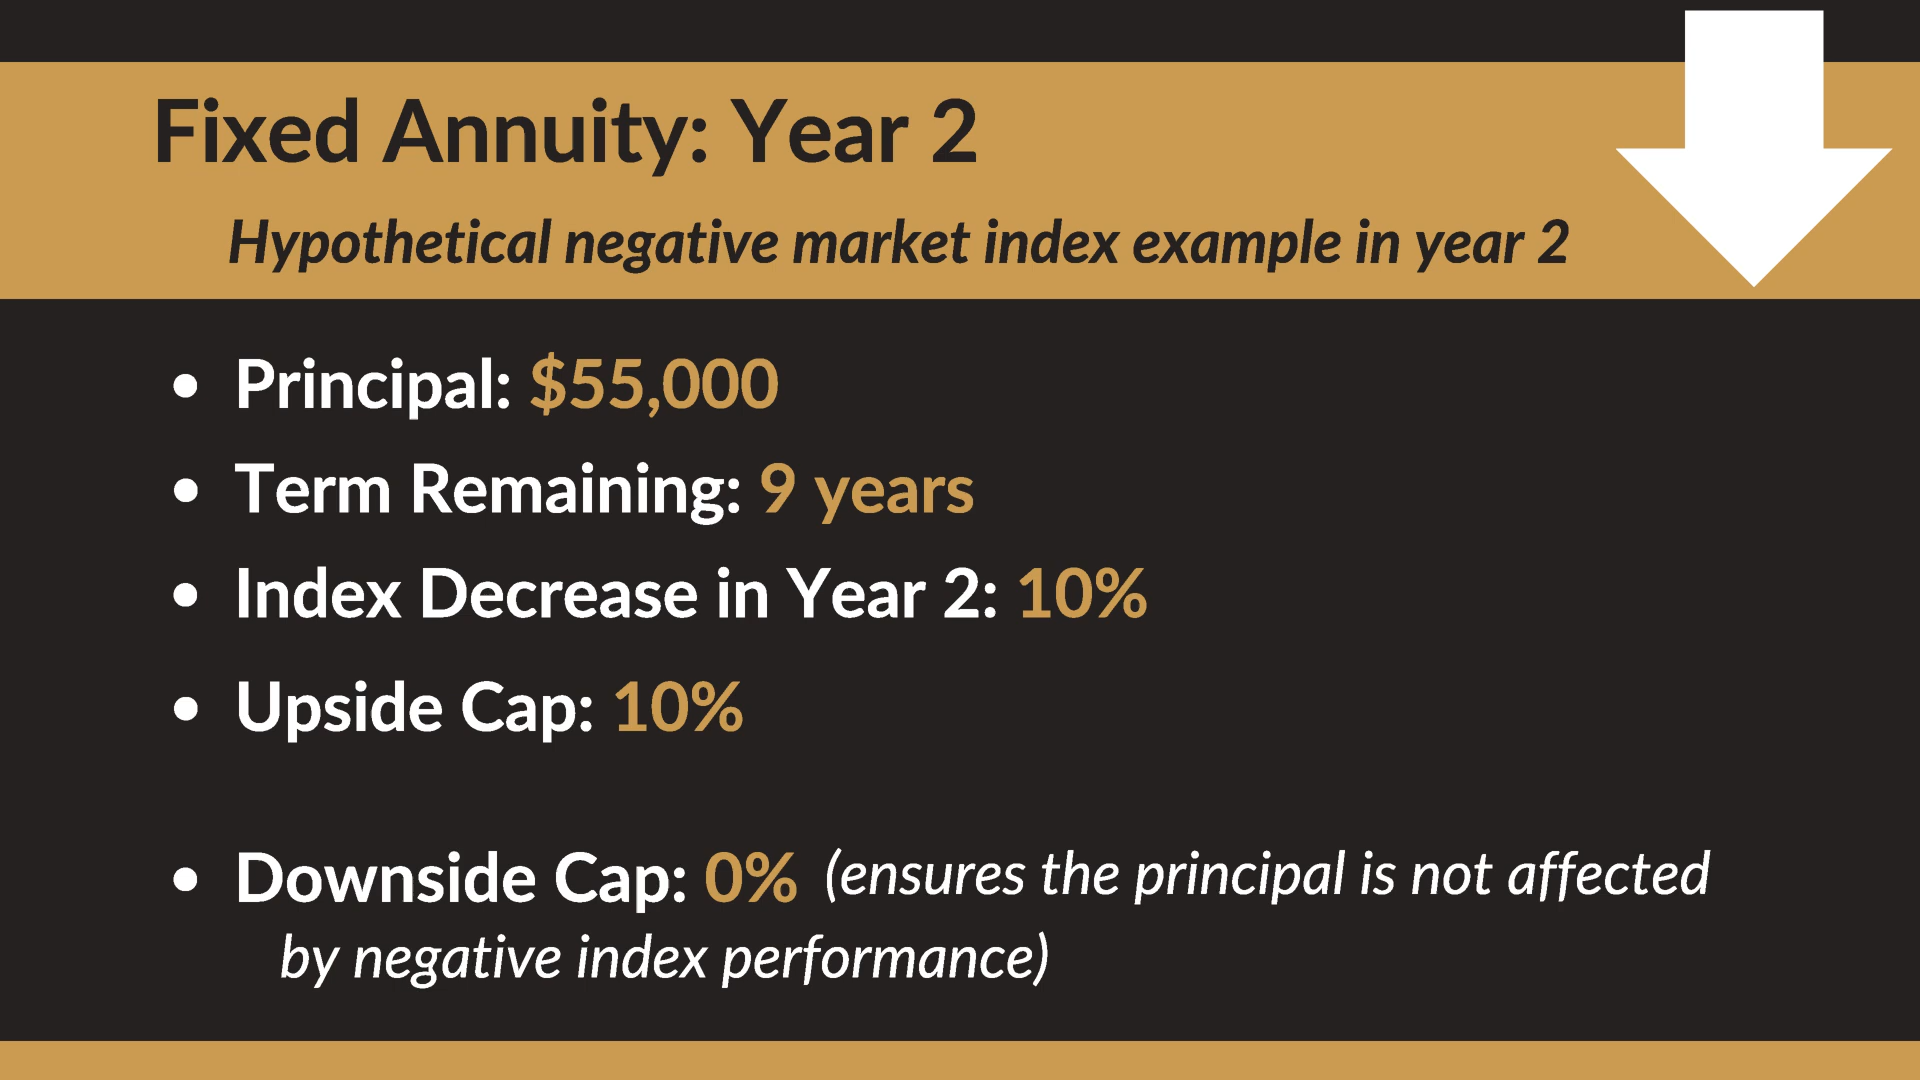 Fixed Annuity: Year 2
Hypothetical negative market index example in year 2
• Principal: $55,000
• Term Remaining: 9 years
• Index Decrease in Year 2: 10%
• Upside Cap: 10%
• Downside Cap: 0% (ensures the principal is not affected
by negative index performance)